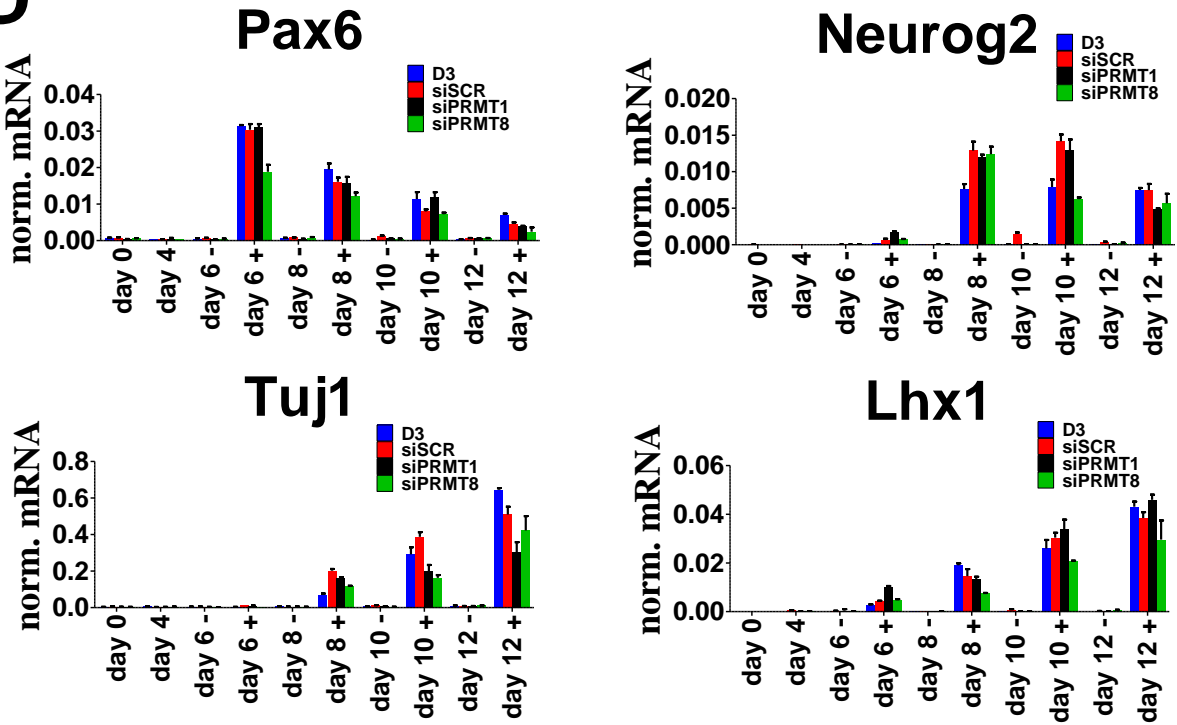 Pax6
norm. mRNA
D3
siSCR
siPRMT1
siPRMT8
0.04
0.03
0.02
0.01
0.00
day 0
day 4
day 6 -
day 6 +
day 8 -
day 8 +
day 10 -
day 10 +
day 12 -
day 12 +
Neurog2
norm. mRNA
D3
siSCR
siPRMT1
siPRMT8
0.020
0.015
0.010
0.005
0.000
day 0
day 4
day 6 -
day 6 +
day 8 -
day 8 +
day 10 -
day 10 +
day 12 -
day 12 +
Tuj1
norm. mRNA
D3
siSCR
siPRMT1
siPRMT8
0.8
0.6
0.4
0.2
0.0
day 0
day 4
day 6 -
day 6 +
day 8 -
day 8 +
day 10 -
day 10 +
day 12 -
day 12 +
Lhx1
norm. mRNA
D3
siSCR
siPRMT1
siPRMT8
0.06
0.04
0.02
0.00
day 0
day 4
day 6 -
day 6 +
day 8 -
day 8 +
day 10 -
day 10 +
day 12 -
day 12 +